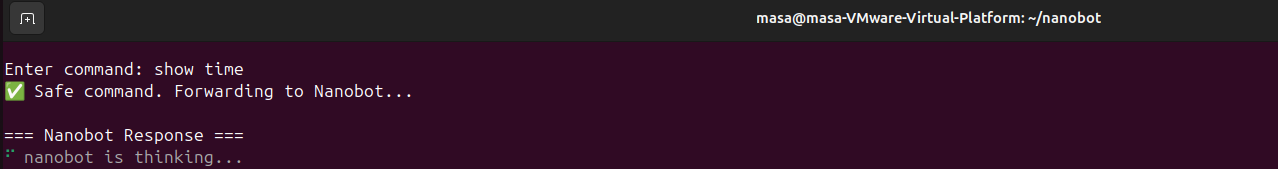 masa@masa-VMware-Virtual-Platform: ~/nanobot
Enter command: show time
✅ Safe command. Forwarding to Nanobot...
=== Nanobot Response ===
⠋ nanobot is thinking...